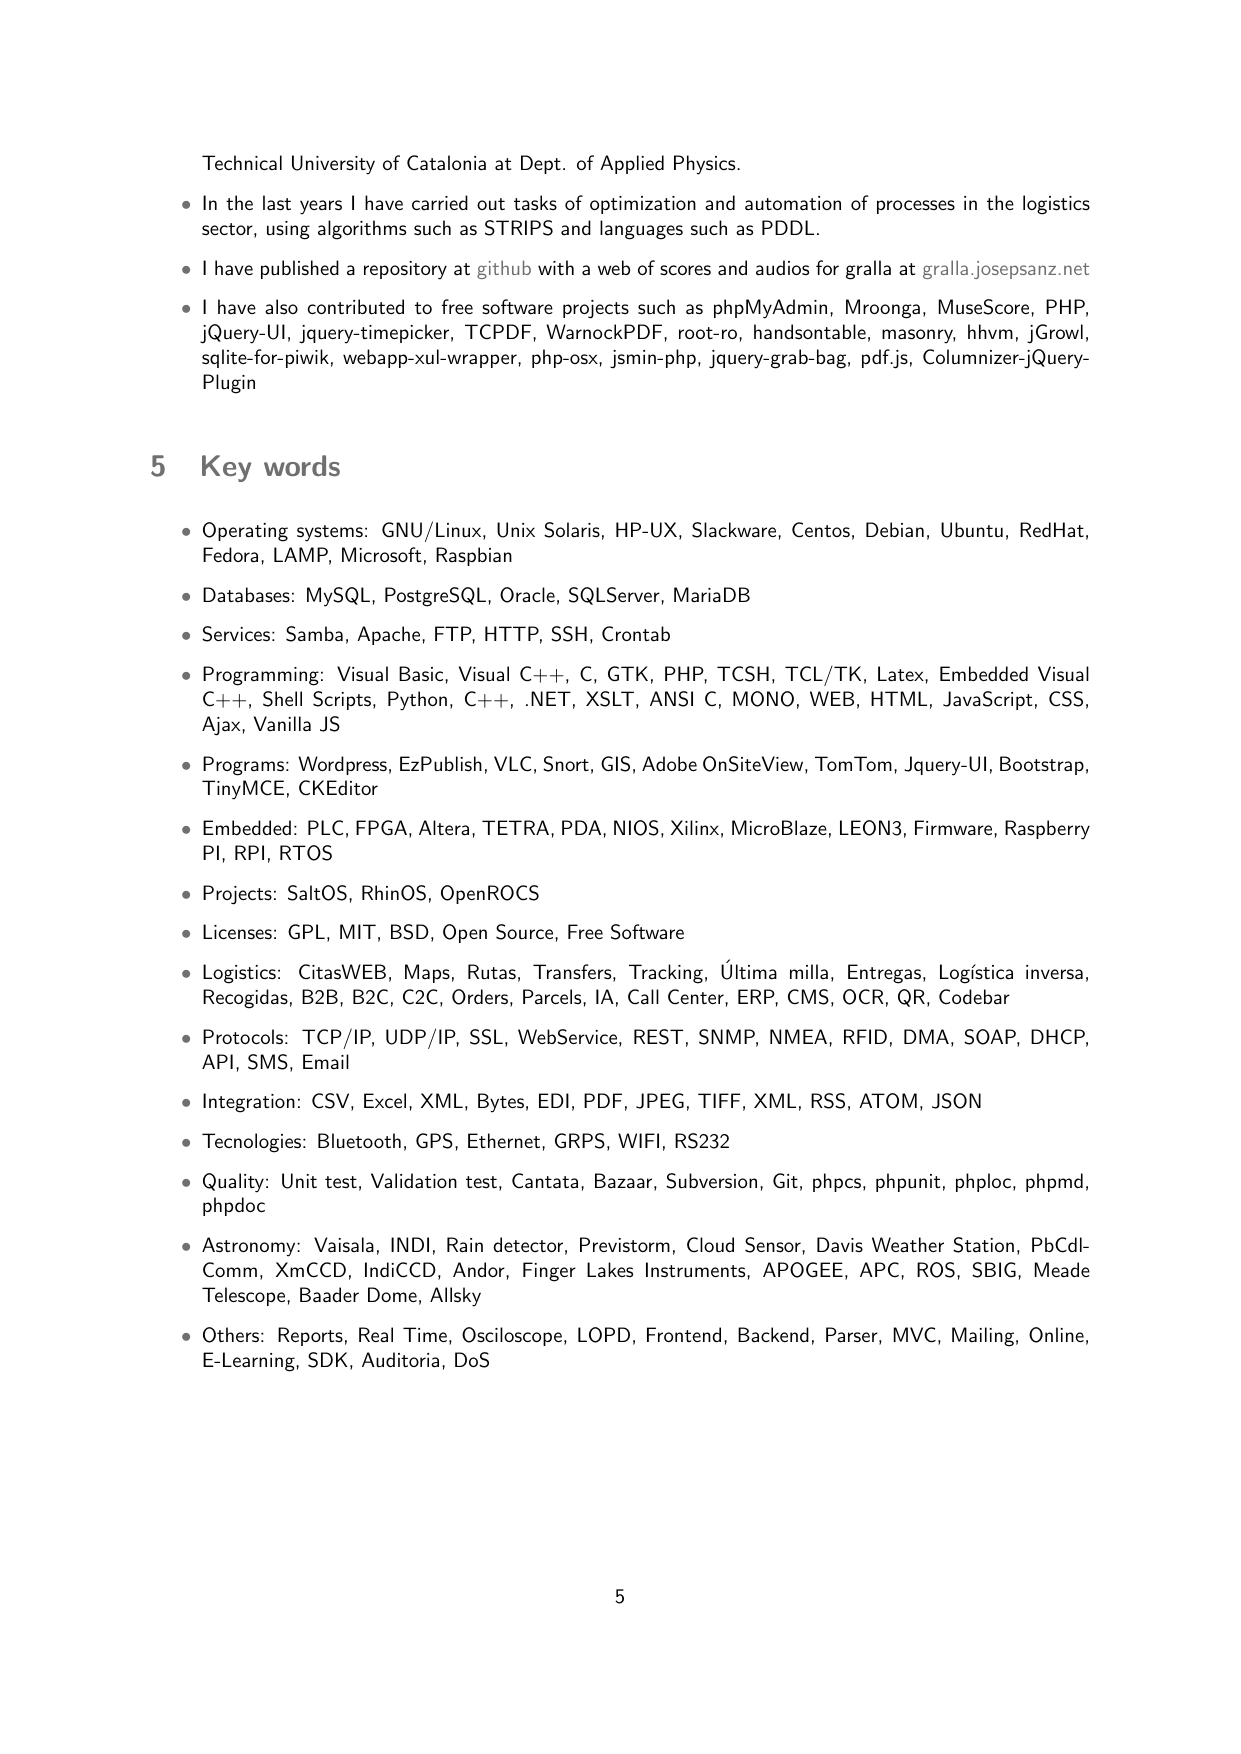 Technical University of Catalonia at Dept. of Applied Physics.
• In the last years I have carried out tasks of optimization and automation of processes in the logistics
sector, using algorithms such as STRIPS and languages such as PDDL.
• I have published a repository at github with a web of scores and audios for gralla at gralla.josepsanz.net
• I have also contributed to free software projects such as phpMyAdmin, Mroonga, MuseScore, PHP,
jQuery-UI, jquery-timepicker, TCPDF, WarnockPDF, root-ro, handsontable, masonry, hhvm, jGrowl,
sqlite-for-piwik, webapp-xul-wrapper, php-osx, jsmin-php, jquery-grab-bag, pdf.js, Columnizer-jQuery-
Plugin
5 Key words
• Operating systems: GNU/Linux, Unix Solaris, HP-UX, Slackware, Centos, Debian, Ubuntu, RedHat,
Fedora, LAMP, Microsoft, Raspbian
• Databases: MySQL, PostgreSQL, Oracle, SQLServer, MariaDB
• Services: Samba, Apache, FTP, HTTP, SSH, Crontab
• Programming: Visual Basic, Visual C++, C, GTK, PHP, TCSH, TCL/TK, Latex, Embedded Visual
C++, Shell Scripts, Python, C++, .NET, XSLT, ANSI C, MONO, WEB, HTML, JavaScript, CSS,
Ajax, Vanilla JS
• Programs: Wordpress, EzPublish, VLC, Snort, GIS, Adobe OnSiteView, TomTom, Jquery-UI, Bootstrap,
TinyMCE, CKEditor
• Embedded: PLC, FPGA, Altera, TETRA, PDA, NIOS, Xilinx, MicroBlaze, LEON3, Firmware, Raspberry
PI, RPI, RTOS
• Projects: SaltOS, RhinOS, OpenROCS
• Licenses: GPL, MIT, BSD, Open Source, Free Software
• Logistics: CitasWEB, Maps, Rutas, Transfers, Tracking, Última milla, Entregas, Logística inversa,
Recogidas, B2B, B2C, C2C, Orders, Parcels, IA, Call Center, ERP, CMS, OCR, QR, Codebar
• Protocols: TCP/IP, UDP/IP, SSL, WebService, REST, SNMP, NMEA, RFID, DMA, SOAP, DHCP,
API, SMS, Email
• Integration: CSV, Excel, XML, Bytes, EDI, PDF, JPEG, TIFF, XML, RSS, ATOM, JSON
• Tecnologies: Bluetooth, GPS, Ethernet, GRPS, WIFI, RS232
• Quality: Unit test, Validation test, Cantata, Bazaar, Subversion, Git, phpcs, phpunit, phploc, phpmd,
phpdoc
• Astronomy: Vaisala, INDI, Rain detector, Previstorm, Cloud Sensor, Davis Weather Station, PbCdl-
Comm, XmCCD, IndiCCD, Andor, Finger Lakes Instruments, APOGEE, APC, ROS, SBIG, Meade
Telescope, Baader Dome, Allsky
• Others: Reports, Real Time, Osciloscope, LOPD, Frontend, Backend, Parser, MVC, Mailing, Online,
E-Learning, SDK, Auditoria, DoS
5